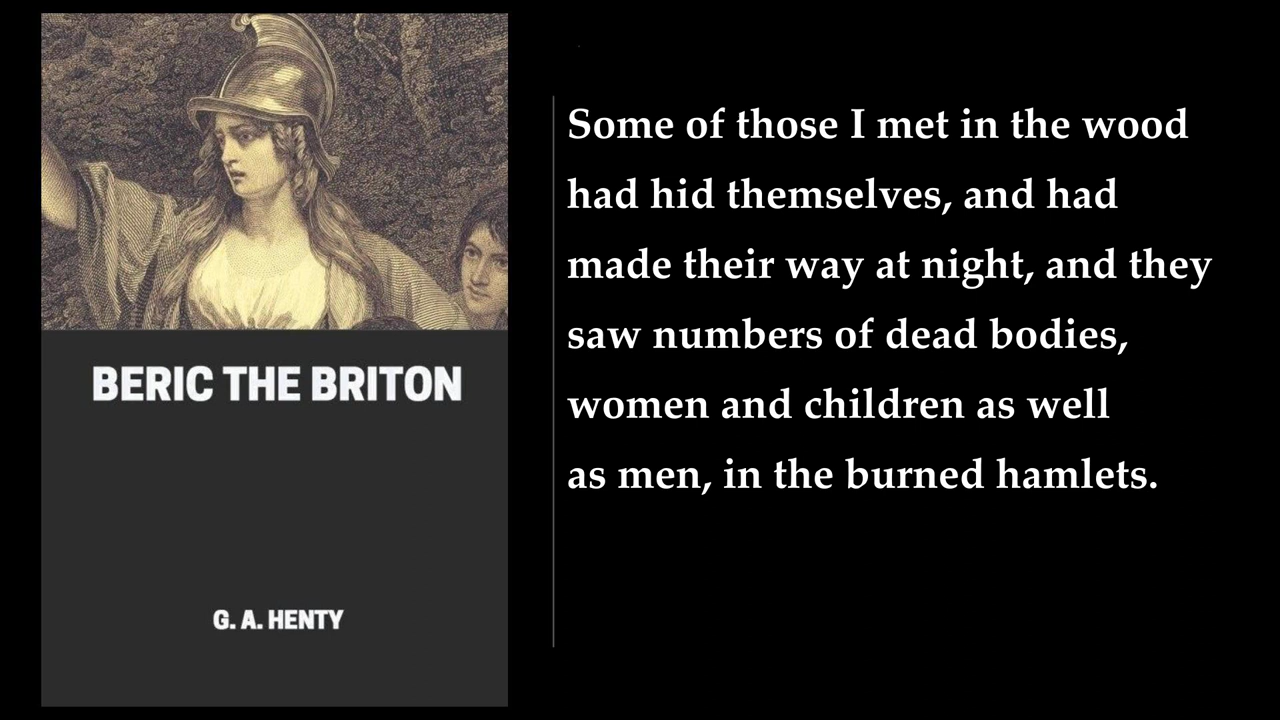 BERIC THE BRITON
G. A. HENTY
Some of those I met in the wood
had hid themselves, and had
made their way at night, and they
saw numbers of dead bodies,
women and children as well
as men, in the burned hamlets.